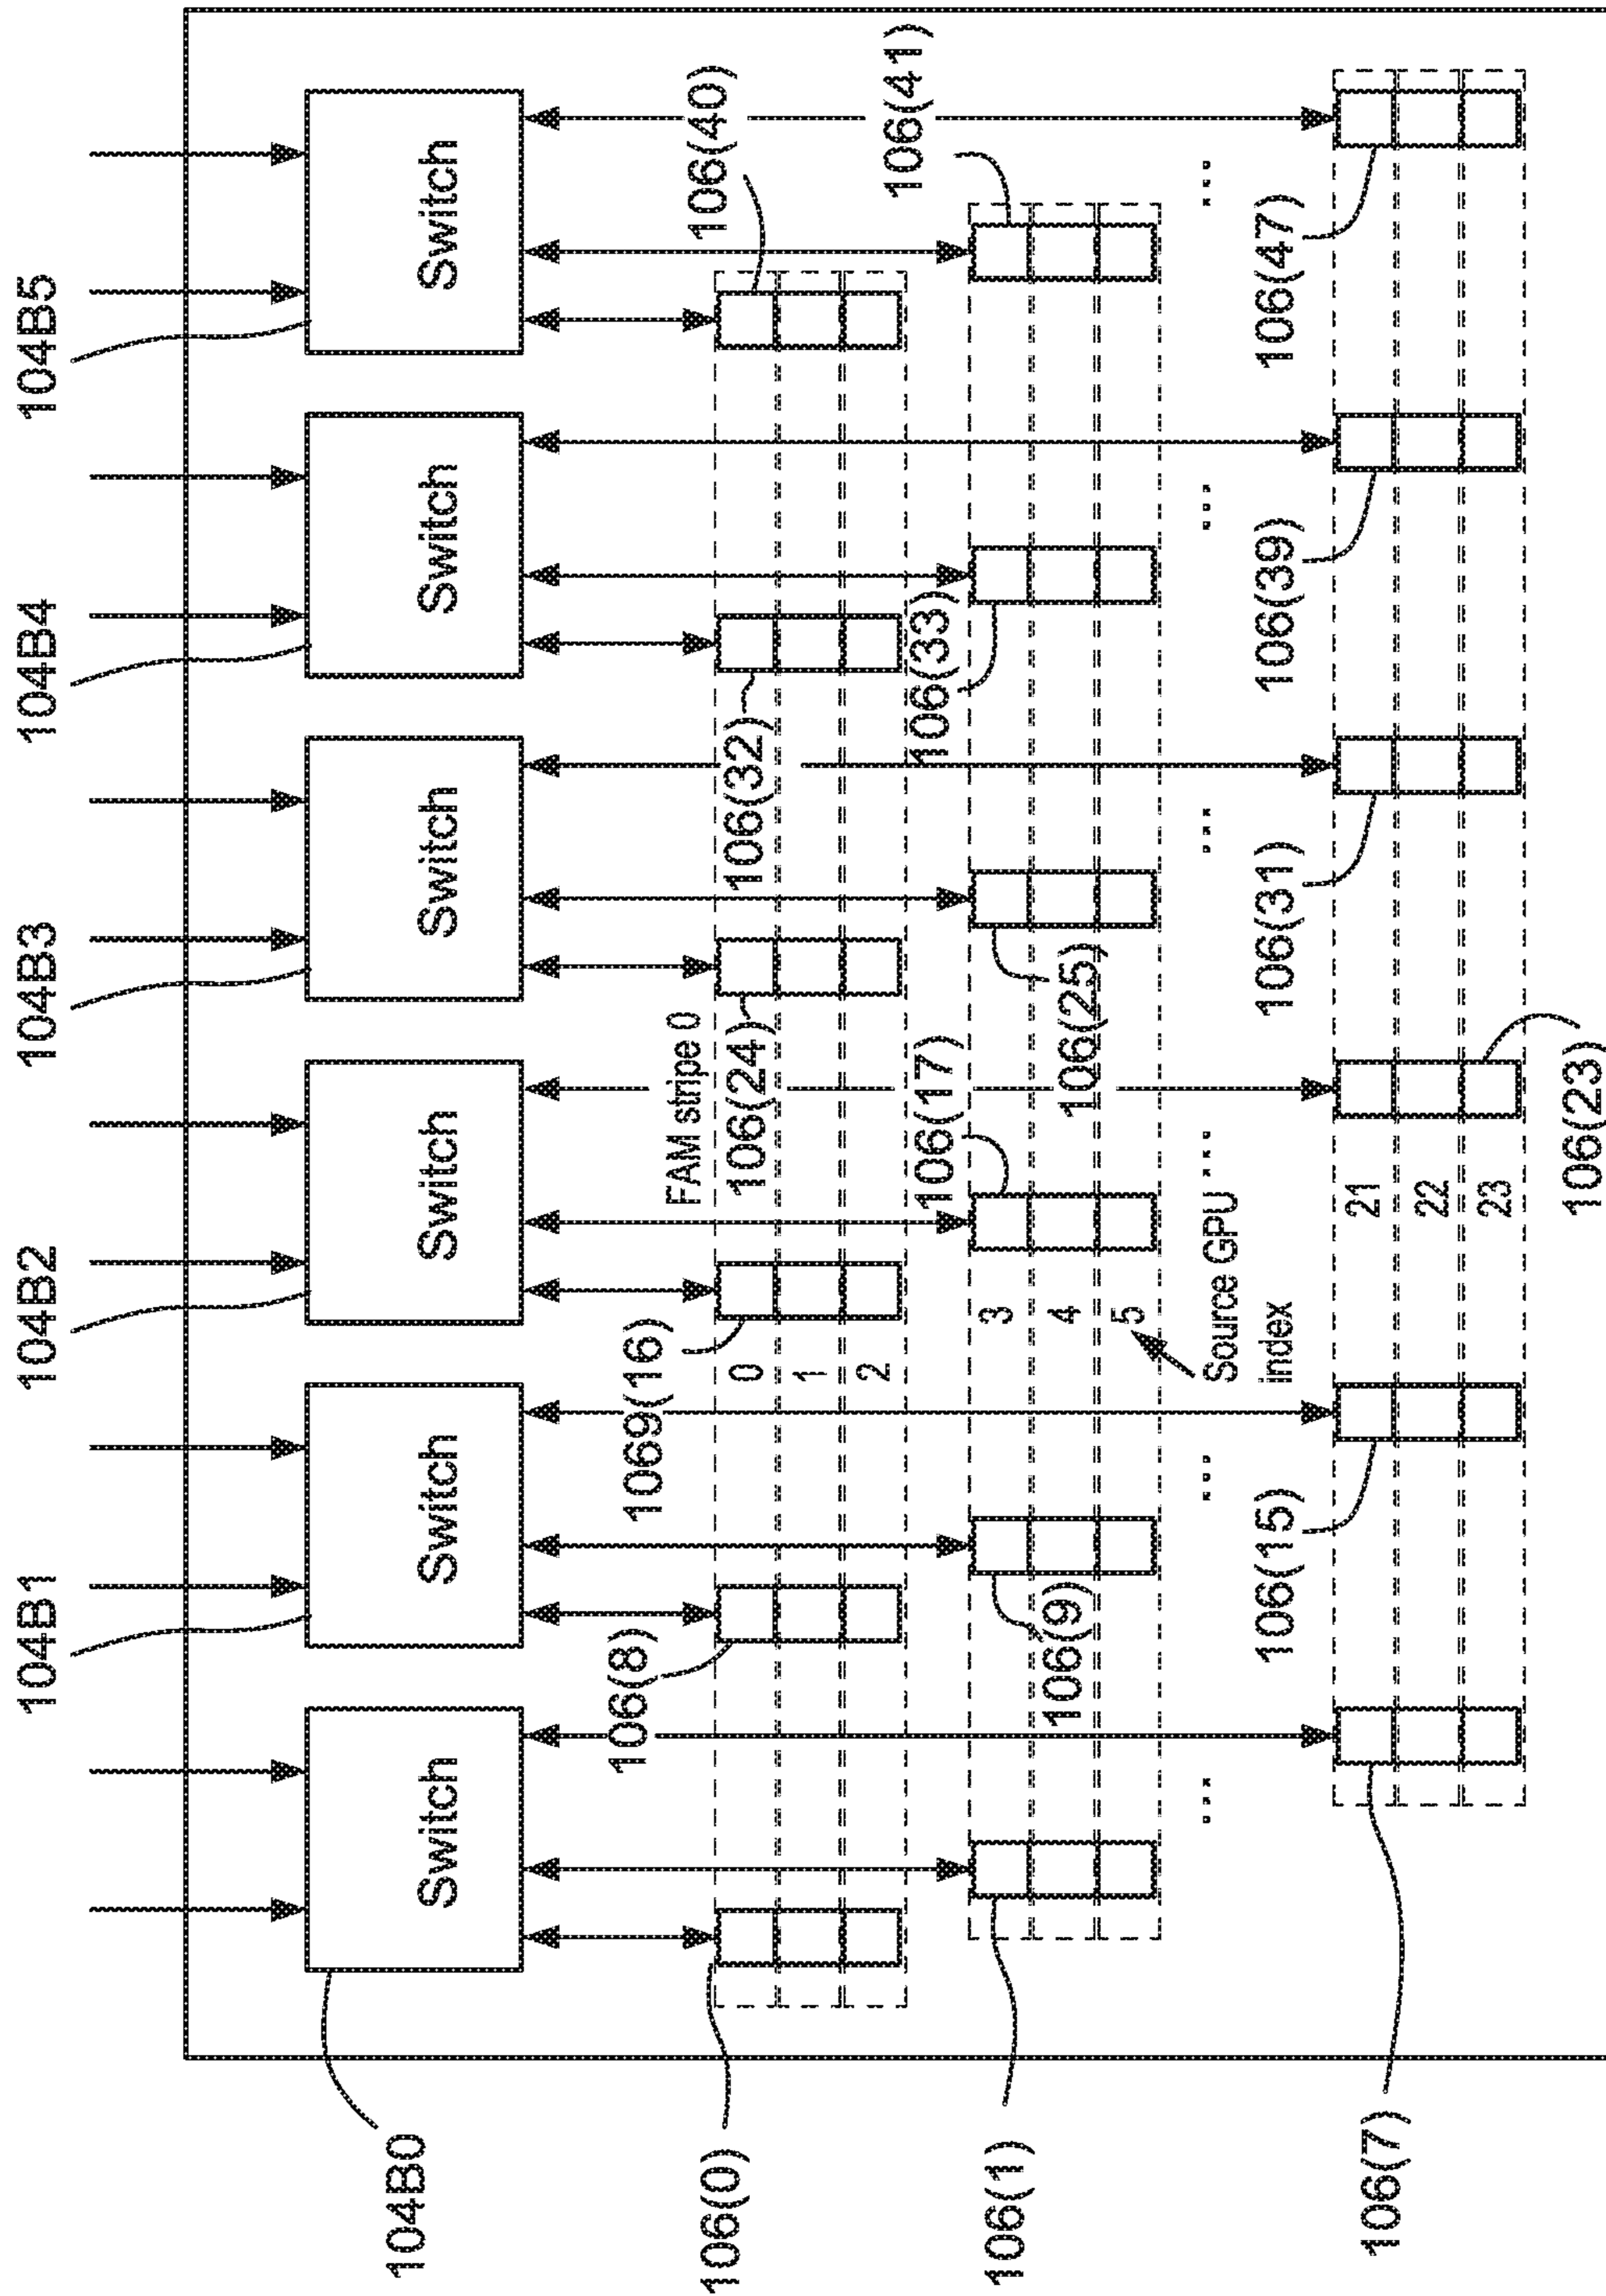 104B1
104B2
104B3
104B4
104B5
104B0
Switch
Switch
Switch
Switch
Switch
Switch
FAM stripe 0
106(0)
106(8)
1069(16)
106(24)
106(32)
106(40)
0
1
2
106(1)
106(9)
106(17)
106(25)
106(33)
106(41)
3
4
5
Source GPU
index
...
...
...
...
...
...
106(7)
106(15)
106(23)
106(31)
106(39)
106(47)
21
22
23